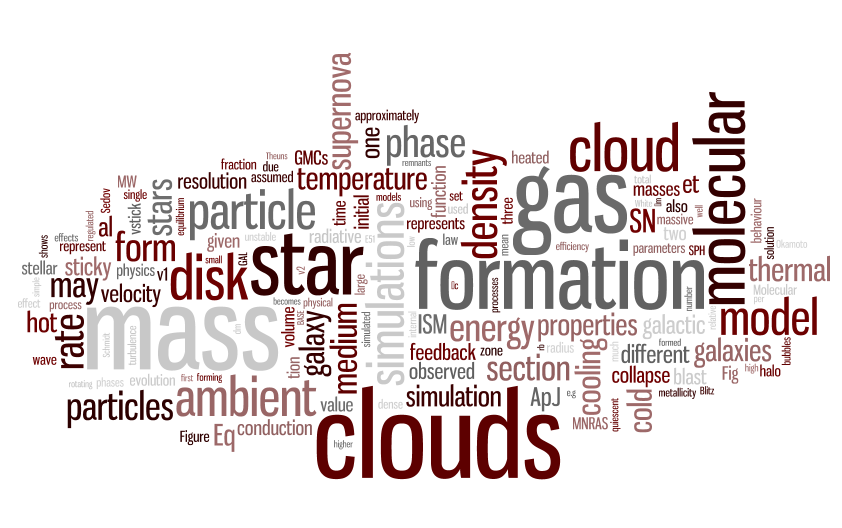 supernova
approximately
one
phase
cloud
molecular
Theuns
GMCs
fraction
due
remnants
heated
density
MW
single
resolution
assumed
temperature
models
function
gas
total
masses
et
White
lim
also
well
Sedov
vstick
stars
equilibrium
particle
time
initial
using
set
used
three
SN
massive
behaviour
regulated
al
represents
two
shows
effects
represent
form
given
unstable
radiative
E51
simulations
low
law
mean
efficiency
parameters
SPH
solution
Okamoto
stellar
sticky
physics
v1
disk
small
GAL
star
v2
large
formation
thermal
simple
may
velocity
0c
processes
number
Molecular
per
effect
process
mass
becomes
physical
hot
rate
Schmidt
turbulence
dm
volume
BASE
galaxy
medium
simulated
internal
ISM
energy
properties
galactic
relative
model
wave
tion
feedback
zone
rb
radius
cooling
much
formed
different
galaxies
bubbles
rotating
phases
evolution
first
forming
observed
section
collapse
blast
Fig
high
halo
particles
ambient
value
dense
simulation
ApJ
e.g.
quiescent
cold
metallicity
Blitz
Figure
Eq
conduction
higher
clouds
MNRAS